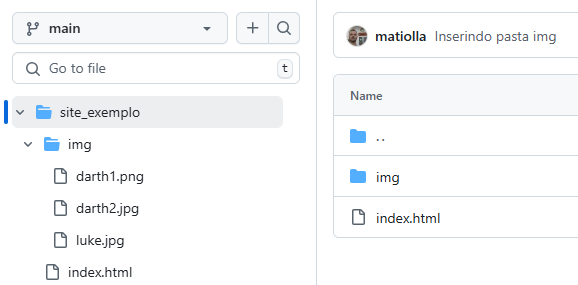 main
Go to file
t
site_exemplo
img
darth1.png
darth2.jpg
luke.jpg
index.html
matiolla Inserindo pasta img
Name
..
img
index.html